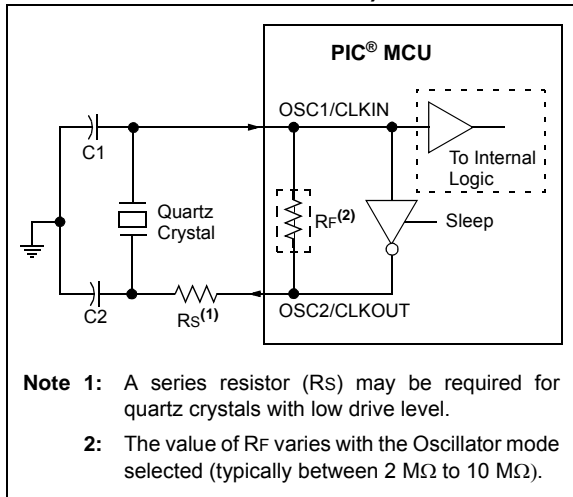 PIC® MCU
OSC1/CLKIN
C1
To Internal
Logic
Quartz
Crystal
RF(2)
Sleep
C2
RS(1)
OSC2/CLKOUT
Note 1: A series resistor (RS) may be required for
quartz crystals with low drive level.
2: The value of RF varies with the Oscillator mode
selected (typically between 2 MΩ to 10 MΩ).